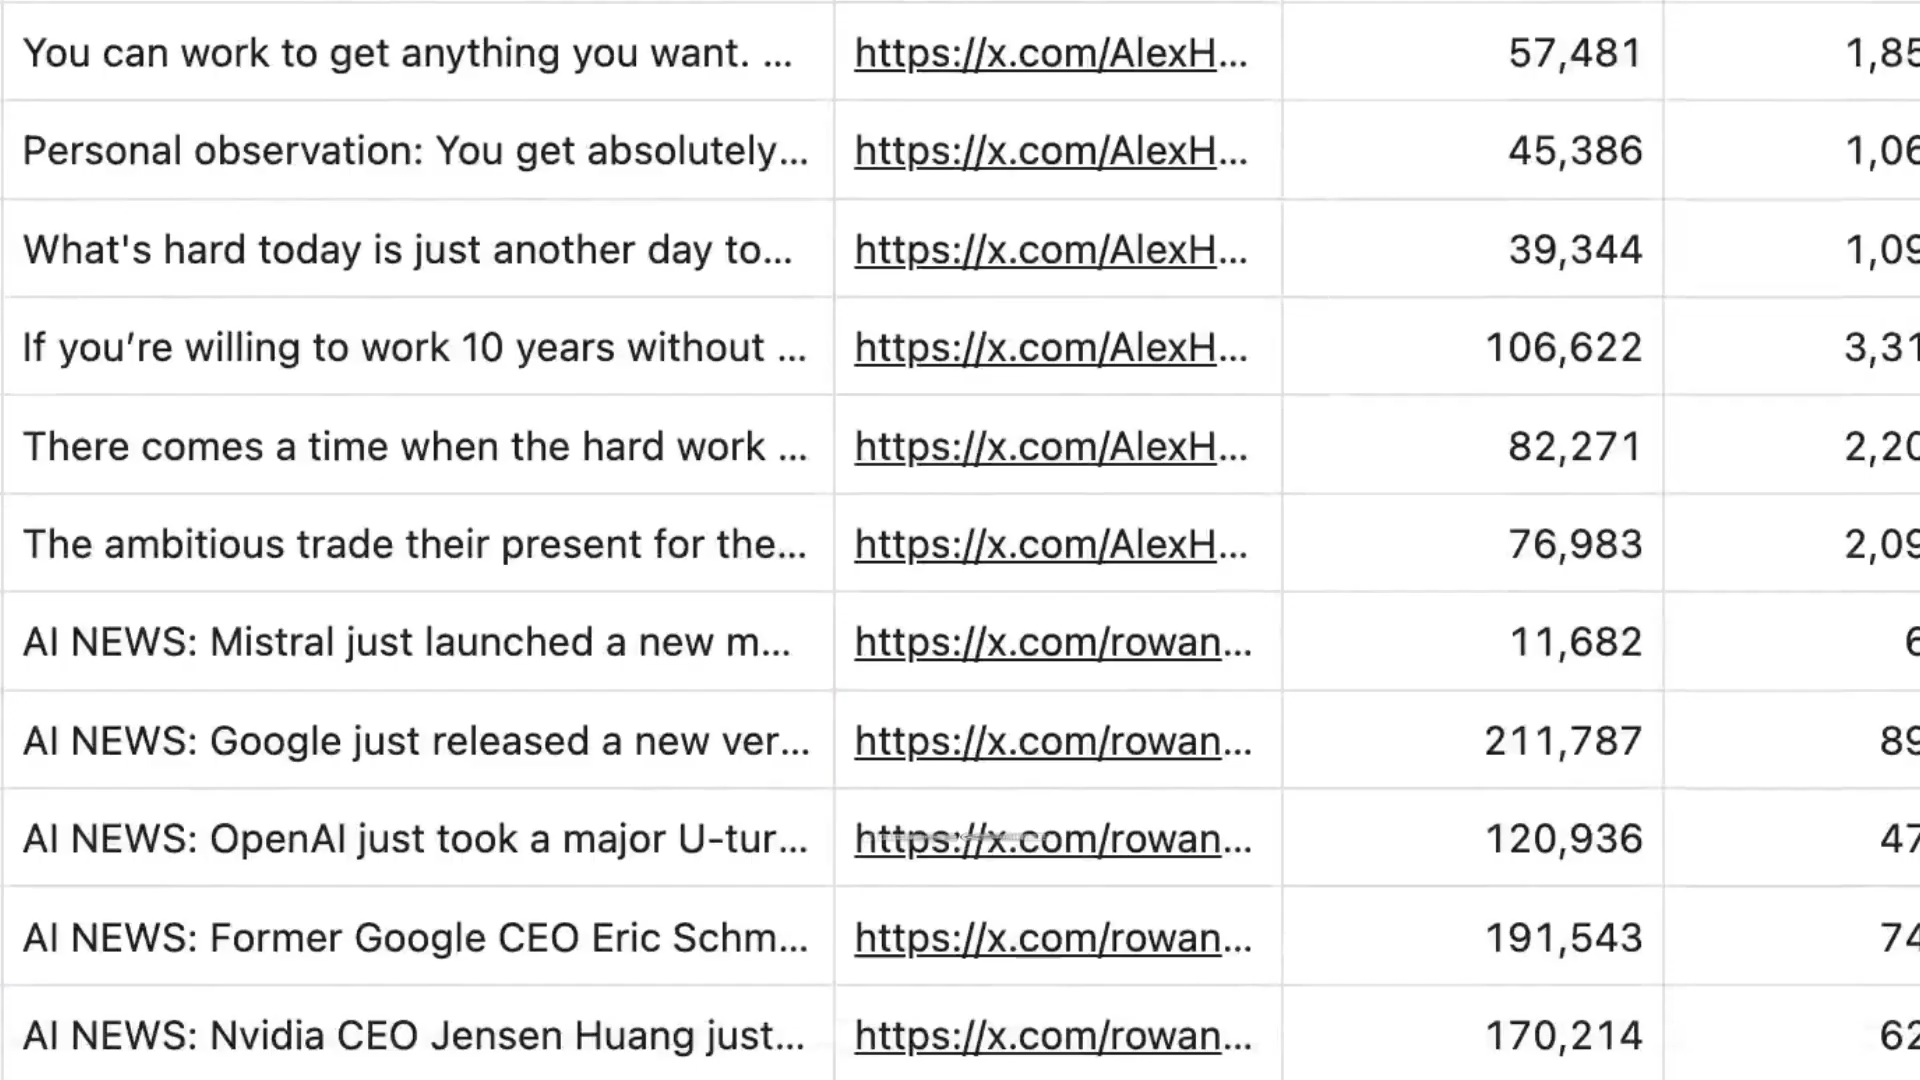 You can work to get anything you want. ... https://x.com/AlexH... 57,481 1,85
Personal observation: You get absolutely... https://x.com/AlexH... 45,386 1,06
What's hard today is just another day to... https://x.com/AlexH... 39,344 1,09
If you’re willing to work 10 years without ... https://x.com/AlexH... 106,622 3,31
There comes a time when the hard work ... https://x.com/AlexH... 82,271 2,20
The ambitious trade their present for the... https://x.com/AlexH... 76,983 2,09
AI NEWS: Mistral just launched a new m... https://x.com/rowan... 11,682 6
AI NEWS: Google just released a new ver... https://x.com/rowan... 211,787 89
AI NEWS: OpenAI just took a major U-tur... https://x.com/rowan... 120,936 47
AI NEWS: Former Google CEO Eric Schm... https://x.com/rowan... 191,543 74
AI NEWS: Nvidia CEO Jensen Huang just... https://x.com/rowan... 170,214 62